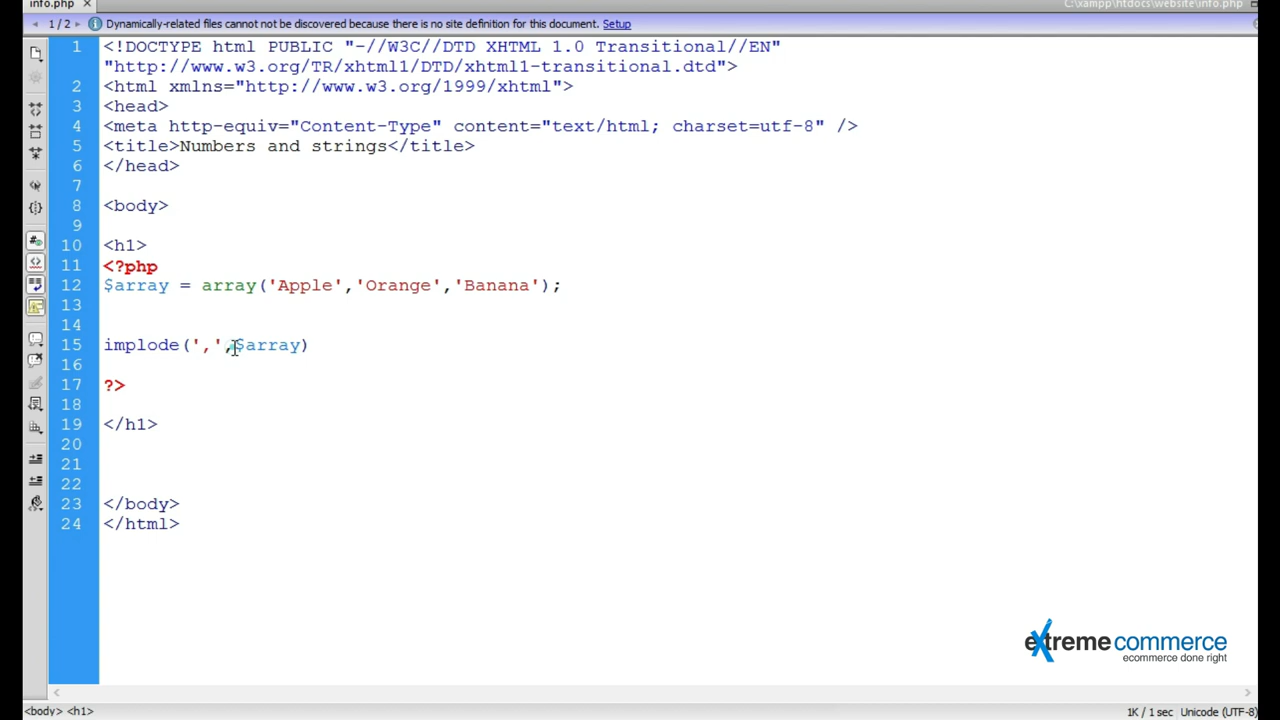 info.php ×
C:\xampp\htdocs\website\info.php
1 / 2 Dynamically-related files cannot not be discovered because there is no site definition for this document. Setup
1 <!DOCTYPE html PUBLIC "-//W3C//DTD XHTML 1.0 Transitional//EN"
"http://www.w3.org/TR/xhtml1/DTD/xhtml1-transitional.dtd">
2 <html xmlns="http://www.w3.org/1999/xhtml">
3 <head>
4 <meta http-equiv="Content-Type" content="text/html; charset=utf-8" />
5 <title>Numbers and strings</title>
6 </head>
7
8 <body>
9
10 <h1>
11 <?php
12 $array = array('Apple','Orange','Banana');
13
14
15 implode(',',$array)
16
17 ?>
18
19 </h1>
20
21
22
23 </body>
24 </html>
extreme commerce
ecommerce done right
<body> <h1>
1K / 1 sec Unicode (UTF-8)